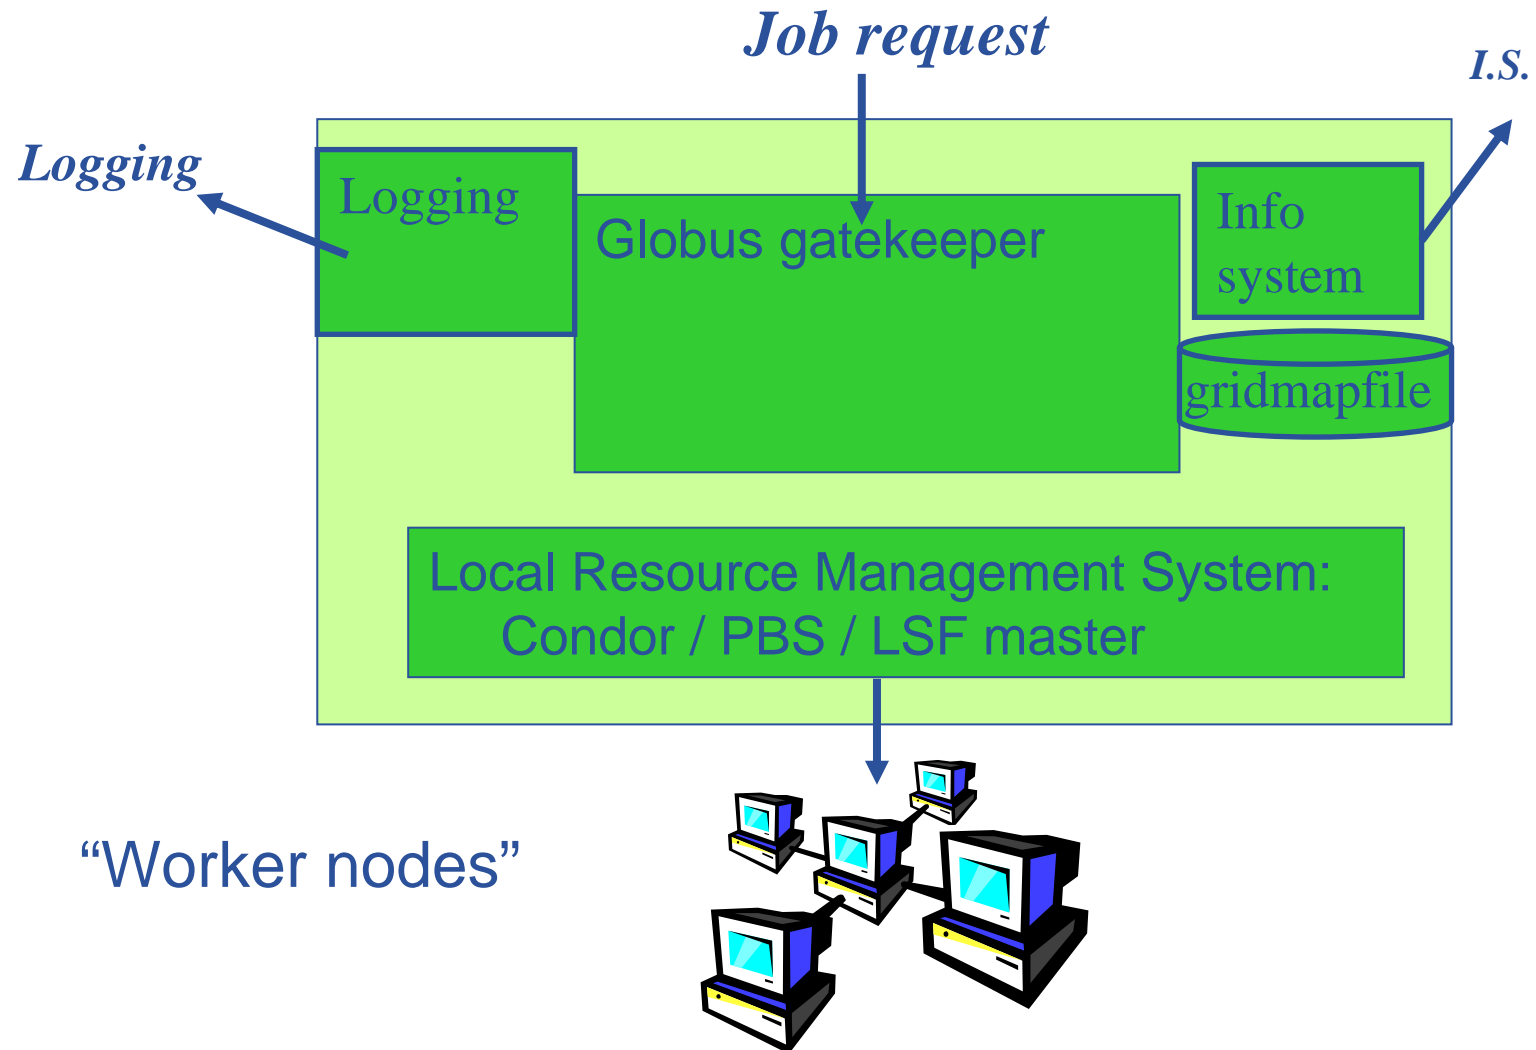 Job request
I.S.
Logging
Logging
Globus gatekeeper
Info
system
gridmapfile
Local Resource Management System:
Condor / PBS / LSF master
“Worker nodes”